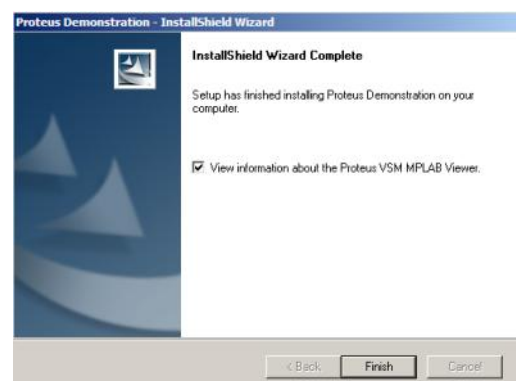 Proteus Demonstration - InstallShield Wizard
InstallShield Wizard Complete
Setup has finished installing Proteus Demonstration on your
computer.
View information about the Proteus VSM MPLAB Viewer.
< Back
Finish
Cancel